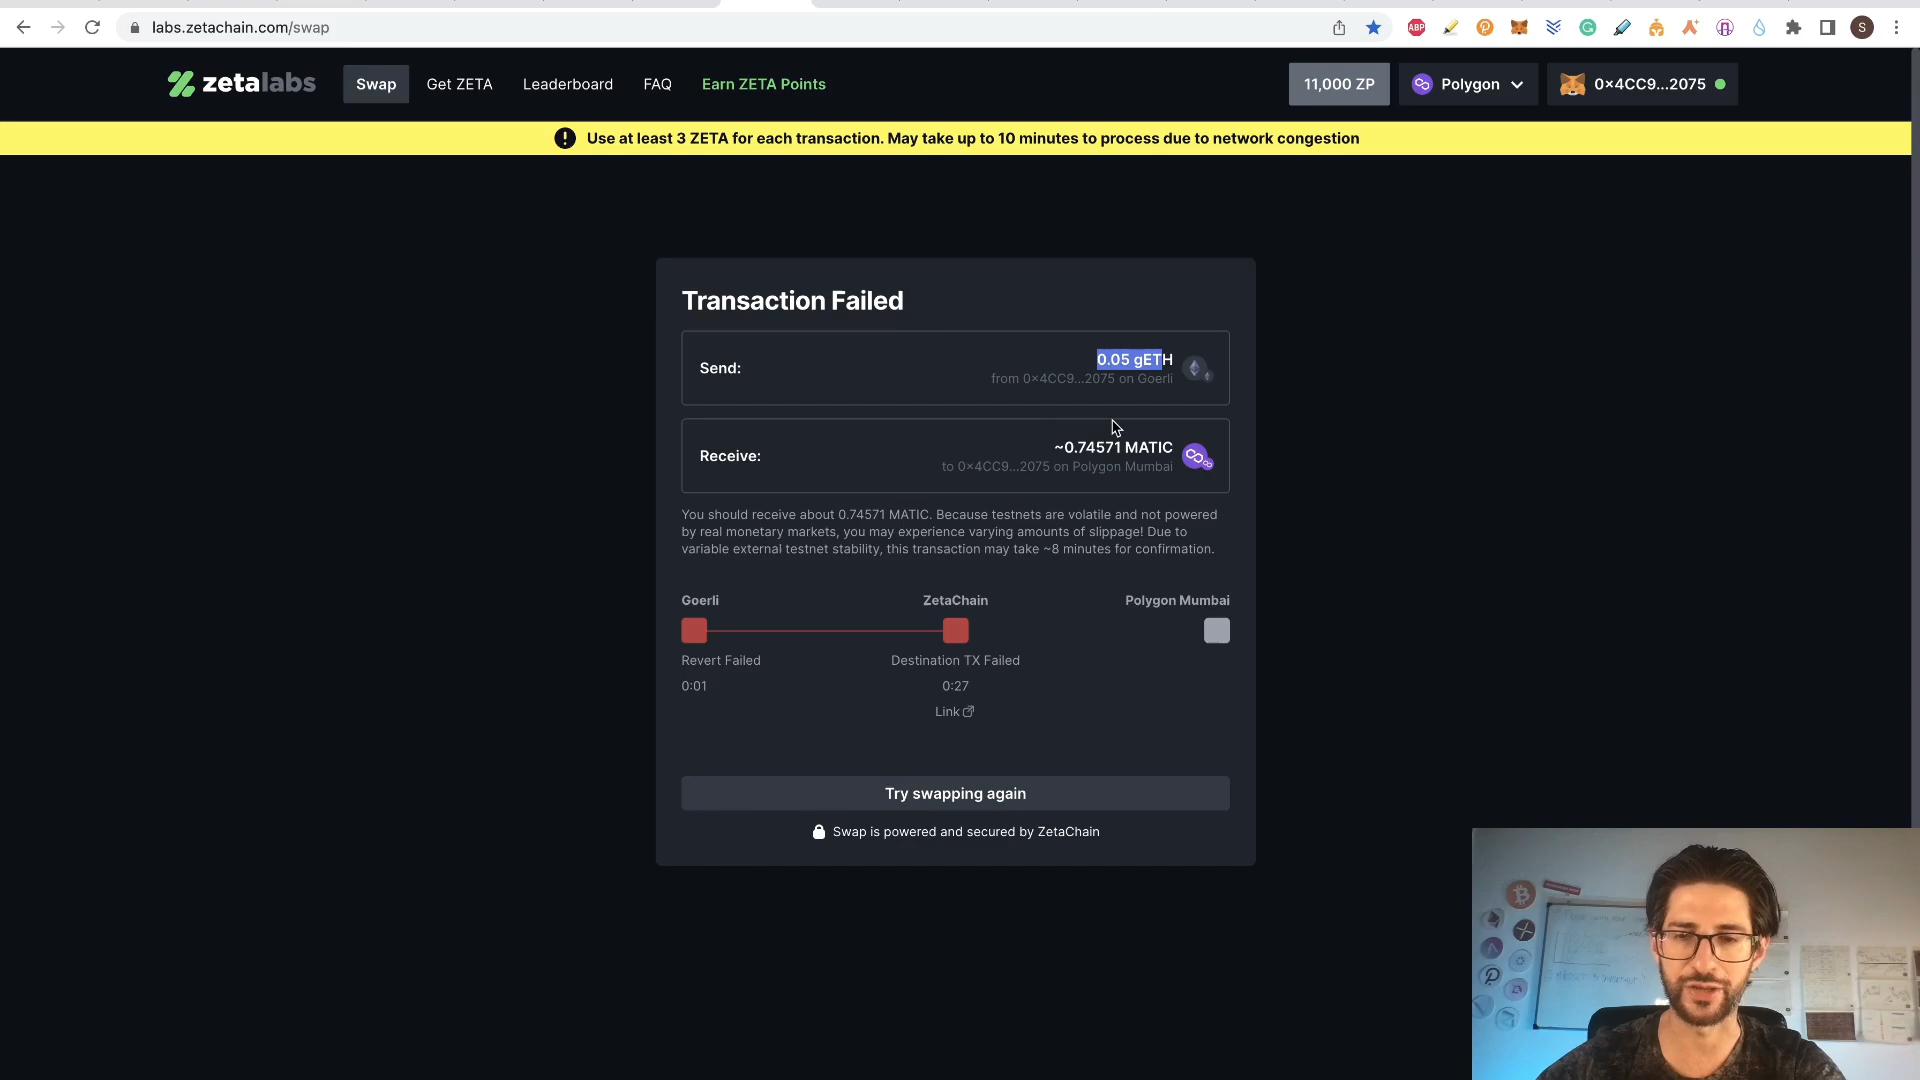 labs.zetachain.com/swap
ABP
S
zetalabs
Swap
Get ZETA
Leaderboard
FAQ
Earn ZETA Points
11,000 ZP
Polygon
0x4CC9...2075
Use at least 3 ZETA for each transaction. May take up to 10 minutes to process due to network congestion
Transaction Failed
Send:
0.05 gETH
from 0x4CC9...2075 on Goerli
Receive:
~0.74571 MATIC
to 0x4CC9...2075 on Polygon Mumbai
You should receive about 0.74571 MATIC. Because testnets are volatile and not powered
by real monetary markets, you may experience varying amounts of slippage! Due to
variable external testnet stability, this transaction may take ~8 minutes for confirmation.
Goerli
ZetaChain
Polygon Mumbai
Revert Failed
Destination TX Failed
0:01
0:27
Link
Try swapping again
Swap is powered and secured by ZetaChain